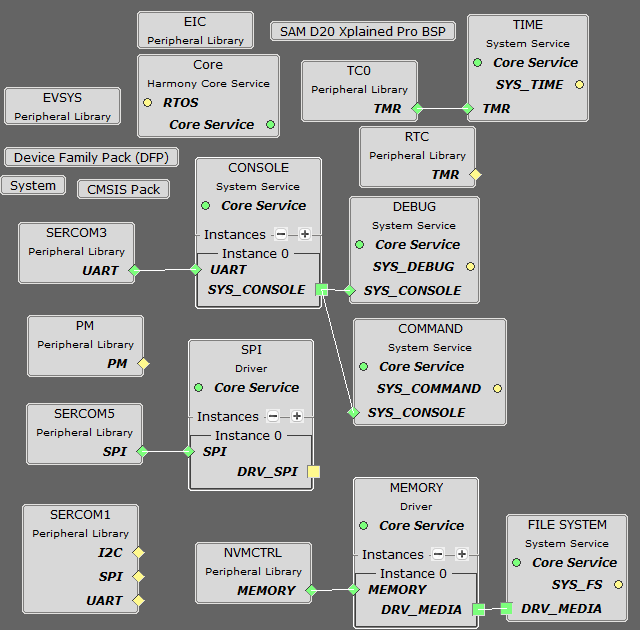 EIC
Peripheral Library
SAM D20 Xplained Pro BSP
TIME
System Service
Core Service
SYS_TIME
TMR
Core
Harmony Core Service
RTOS
Core Service
TC0
Peripheral Library
TMR
EVSYS
Peripheral Library
RTC
Peripheral Library
TMR
Device Family Pack (DFP)
System
CMSIS Pack
CONSOLE
System Service
Core Service
Instances
Instance 0
UART
SYS_CONSOLE
DEBUG
System Service
Core Service
SYS_DEBUG
SYS_CONSOLE
SERCOM3
Peripheral Library
UART
PM
Peripheral Library
PM
COMMAND
System Service
Core Service
SYS_COMMAND
SYS_CONSOLE
SPI
Driver
Core Service
Instances
Instance 0
SPI
DRV_SPI
SERCOM5
Peripheral Library
SPI
SERCOM1
Peripheral Library
I2C
SPI
UART
NVMCTRL
Peripheral Library
MEMORY
MEMORY
Driver
Core Service
Instances
Instance 0
MEMORY
DRV_MEDIA
FILE SYSTEM
System Service
Core Service
SYS_FS
DRV_MEDIA